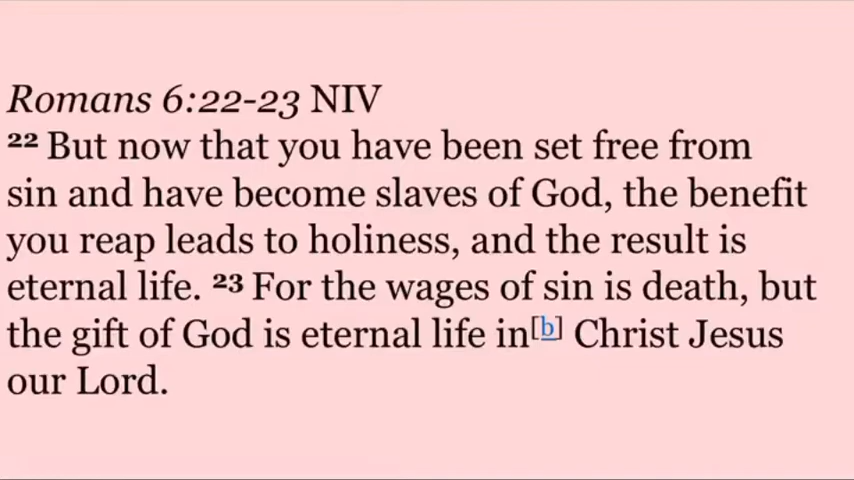 Romans 6:22-23 NIV
22 But now that you have been set free from
sin and have become slaves of God, the benefit
you reap leads to holiness, and the result is
eternal life. 23 For the wages of sin is death, but
the gift of God is eternal life in[b] Christ Jesus
our Lord.